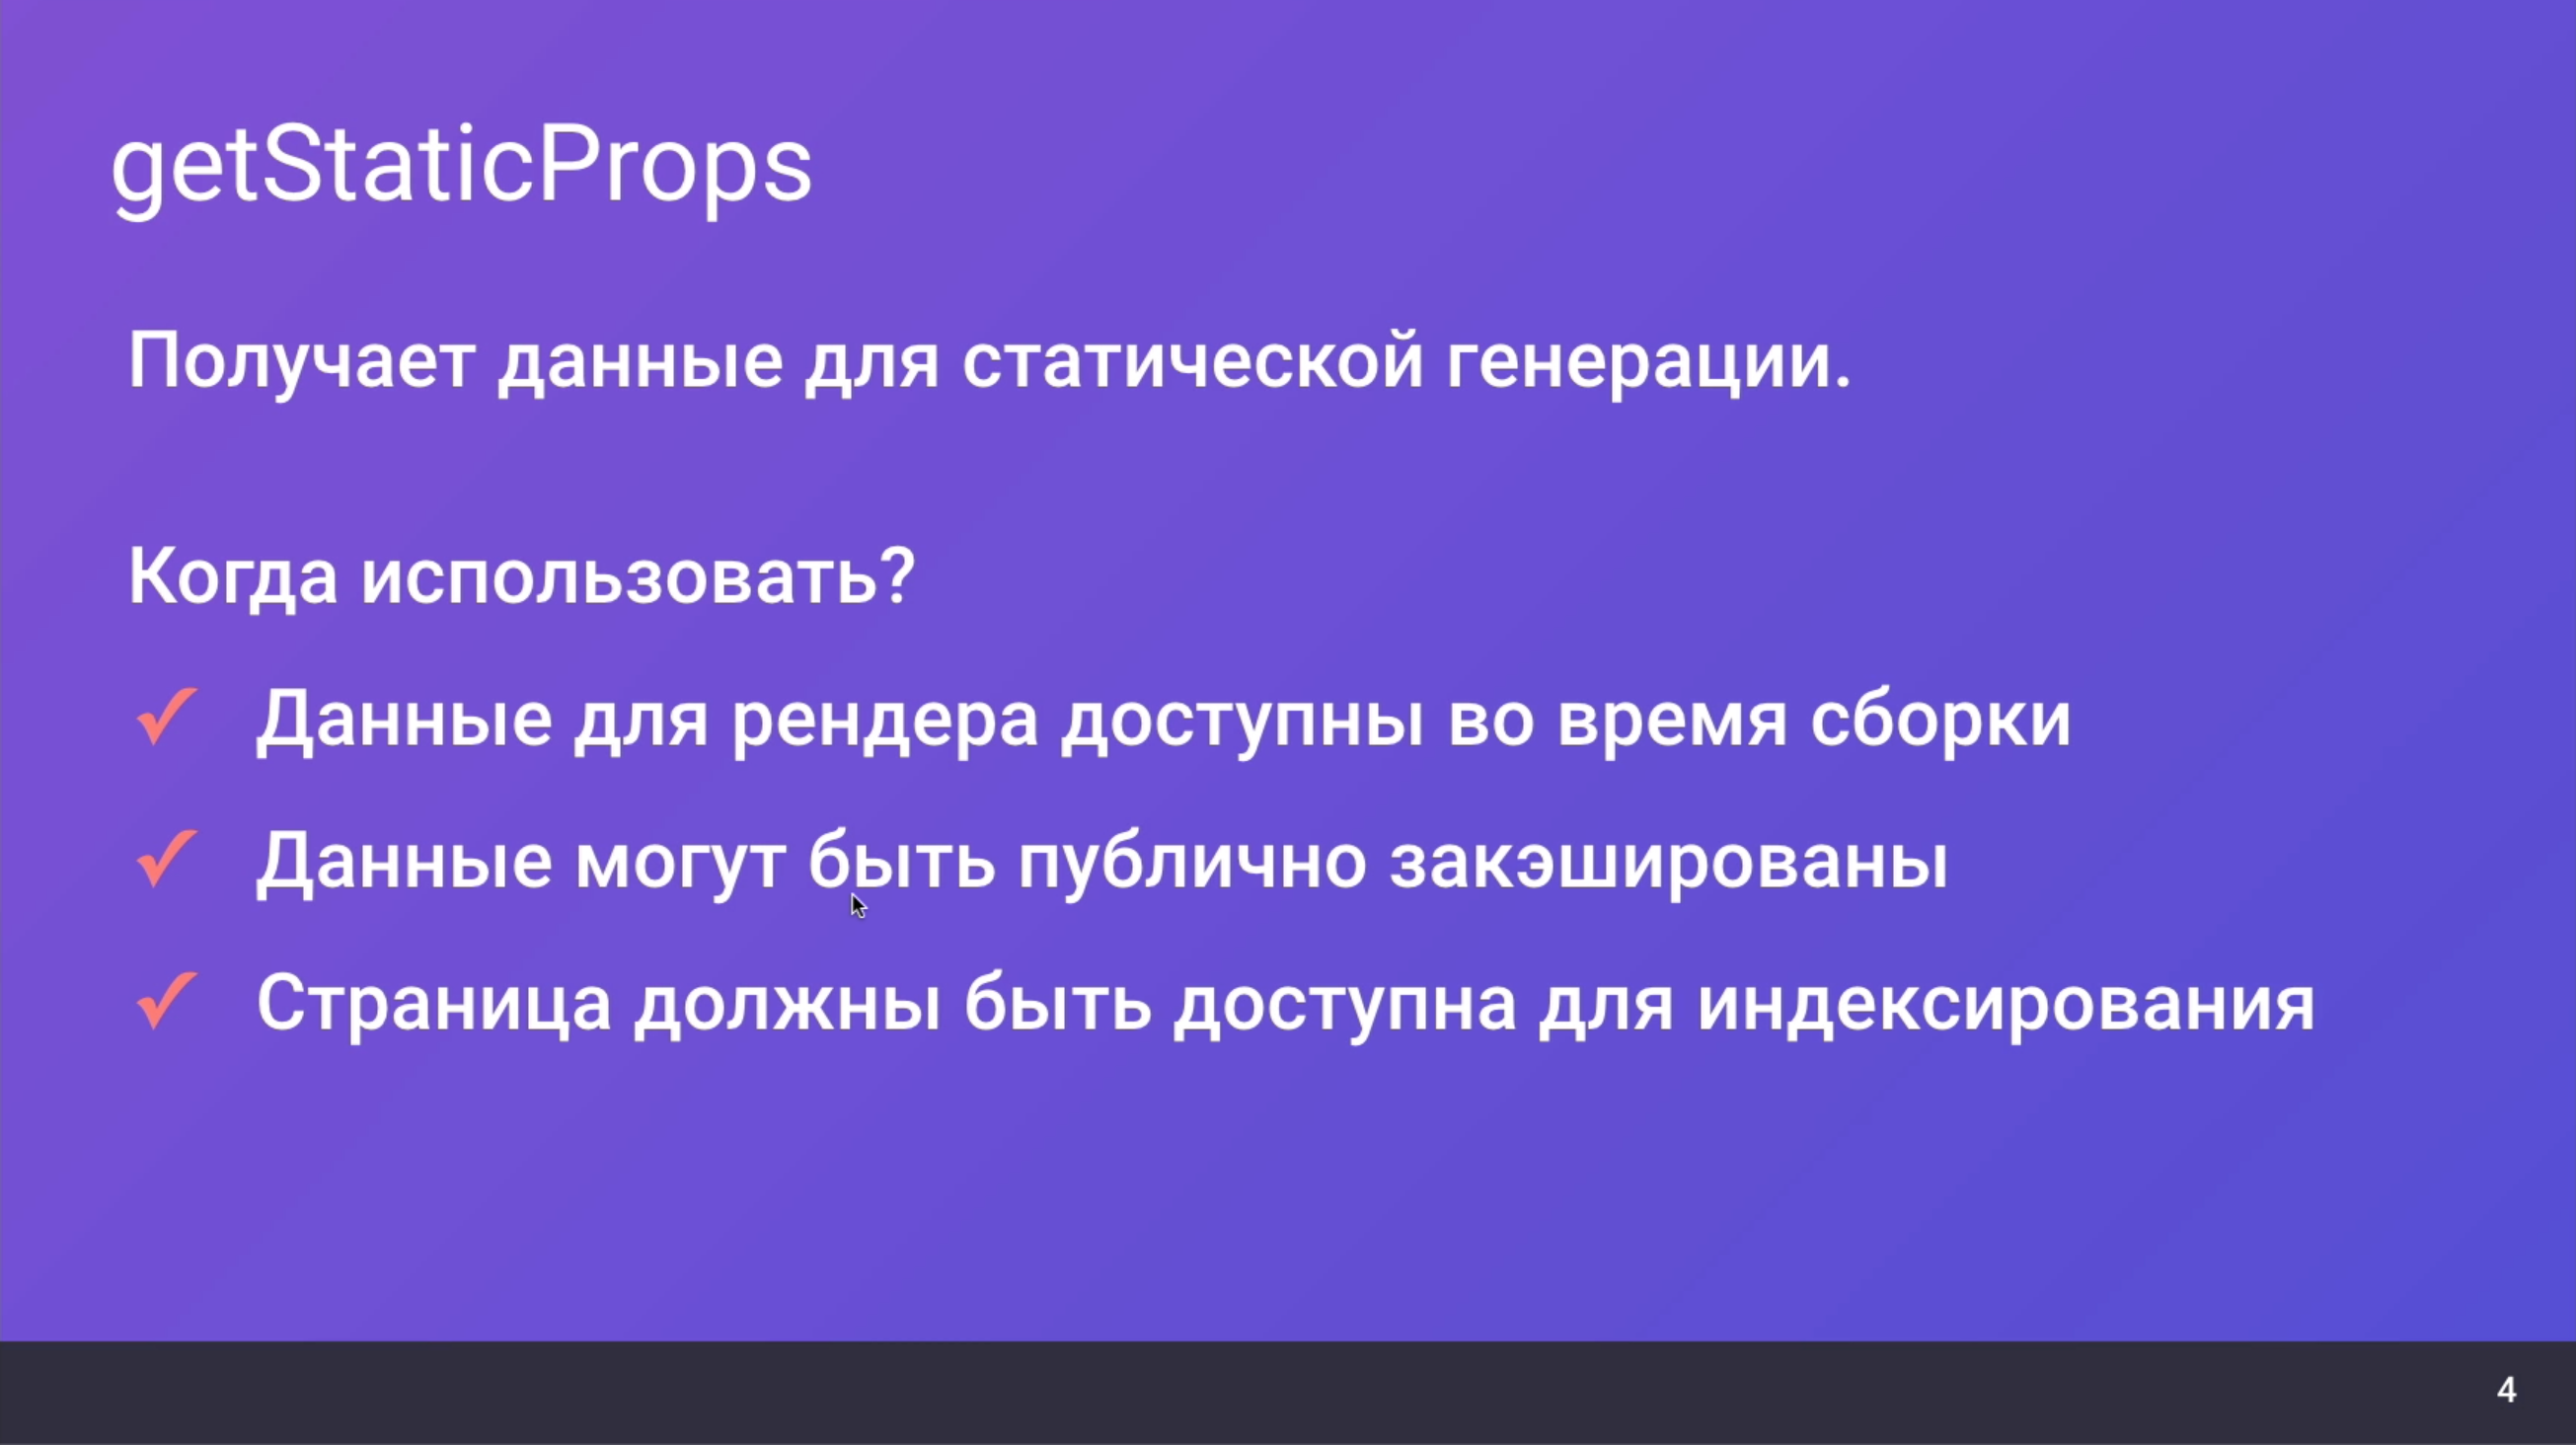 getStaticProps
Получает данные для статической генерации.
Когда использовать?
✓ Данные для рендера доступны во время сборки
✓ Данные могут быть публично закэшированы
✓ Страница должны быть доступна для индексирования
4